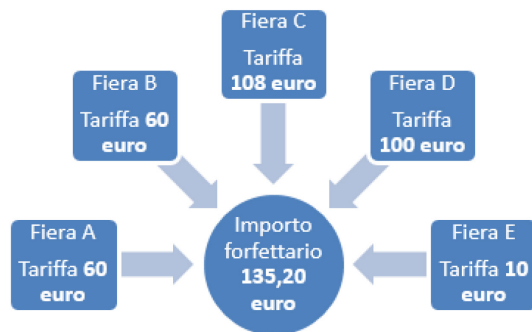 Fiera C
Tariffa
108 euro
Fiera B
Tariffa 60
euro
Fiera D
Tariffa
100 euro
Fiera A
Tariffa 60
euro
Importo
forfettario
135,20
euro
Fiera E
Tariffa 10
euro